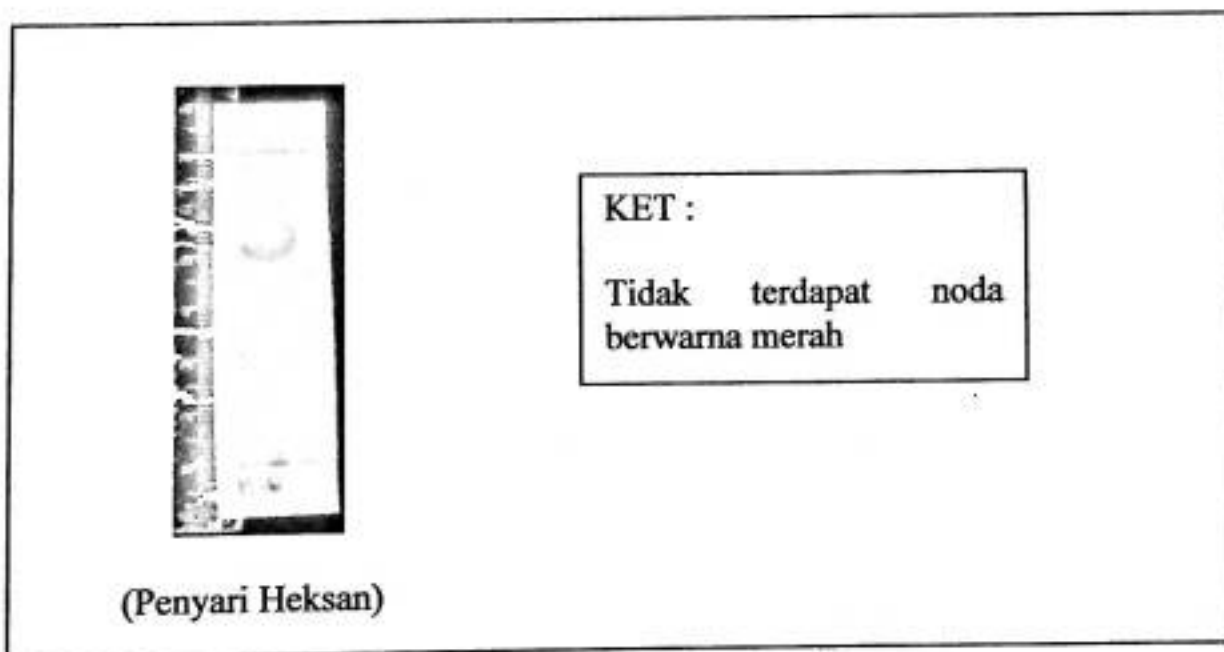 KET :
Tidak terdapat noda
berwarna merah
(Penyari Heksan)